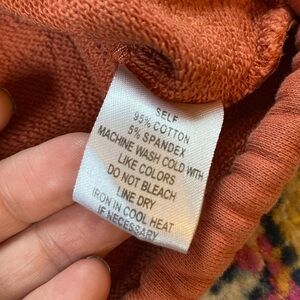 SELF
95% COTTON
5% SPANDEX
MACHINE WASH COLD WITH
LIKE COLORS
DO NOT BLEACH
LINE DRY
IRON IN COOL HEAT
IF NECESSARY